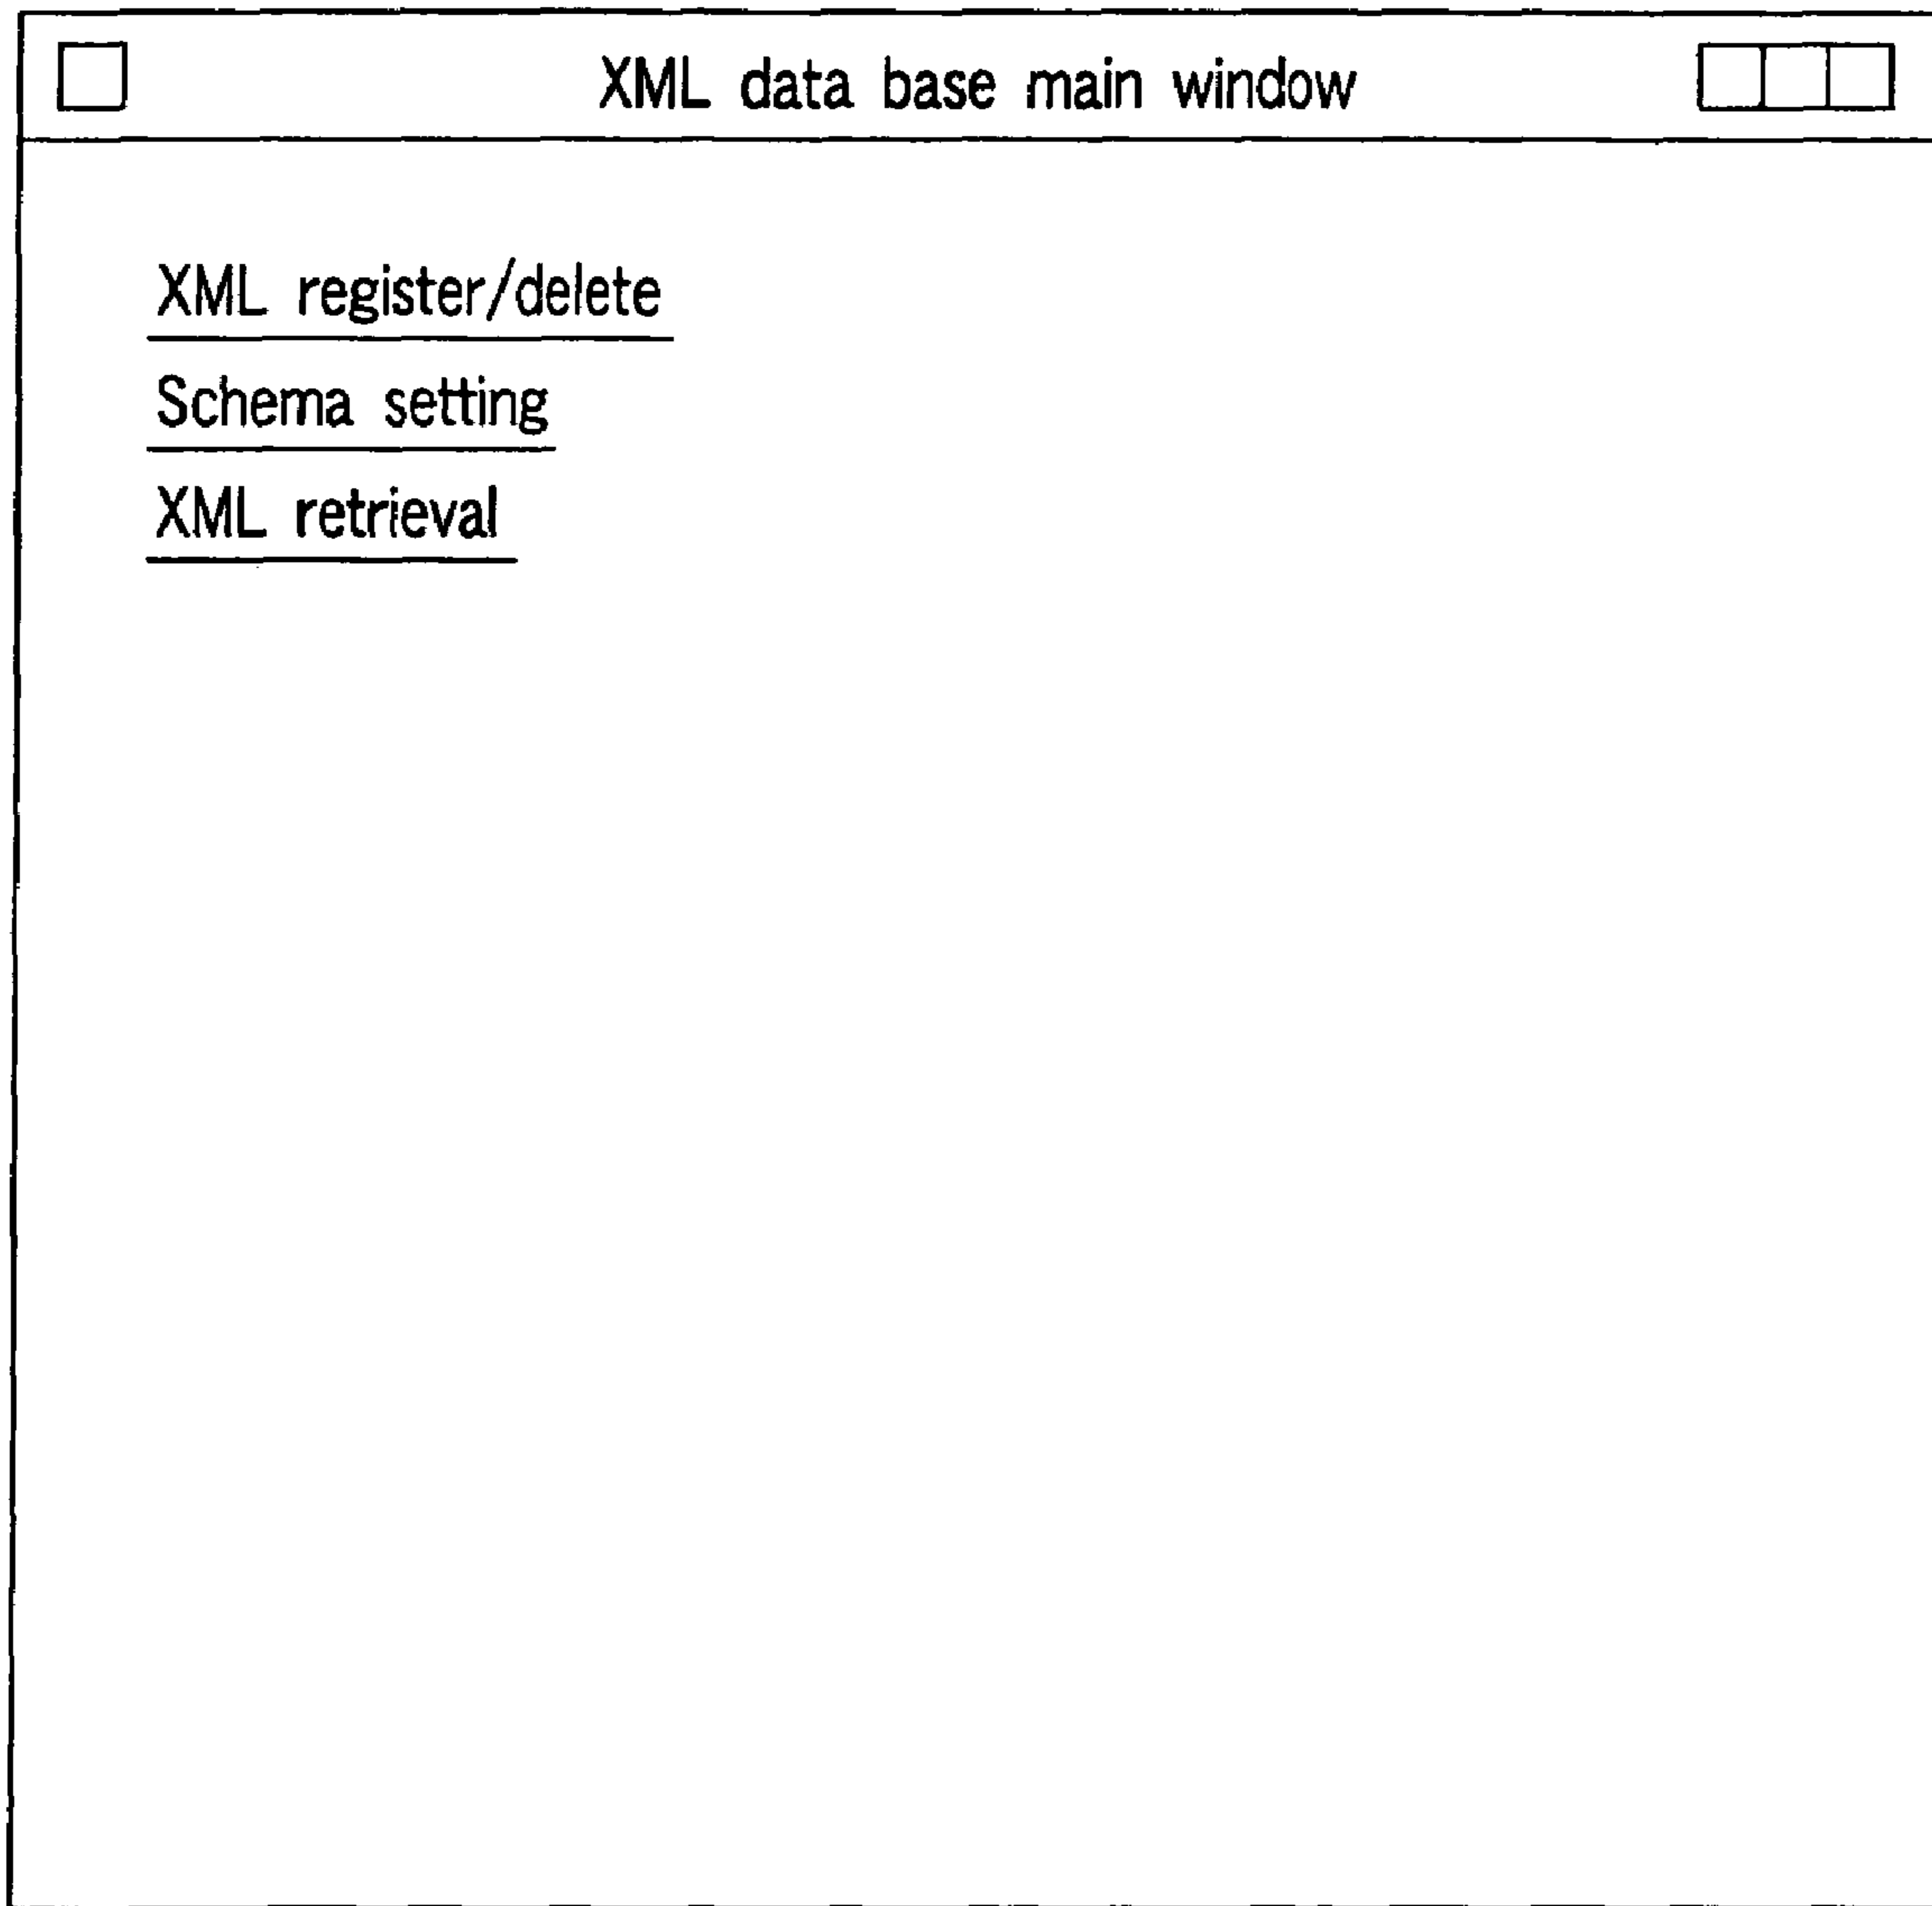 XML data base main window
XML register/delete
Schema setting
XML retrieval